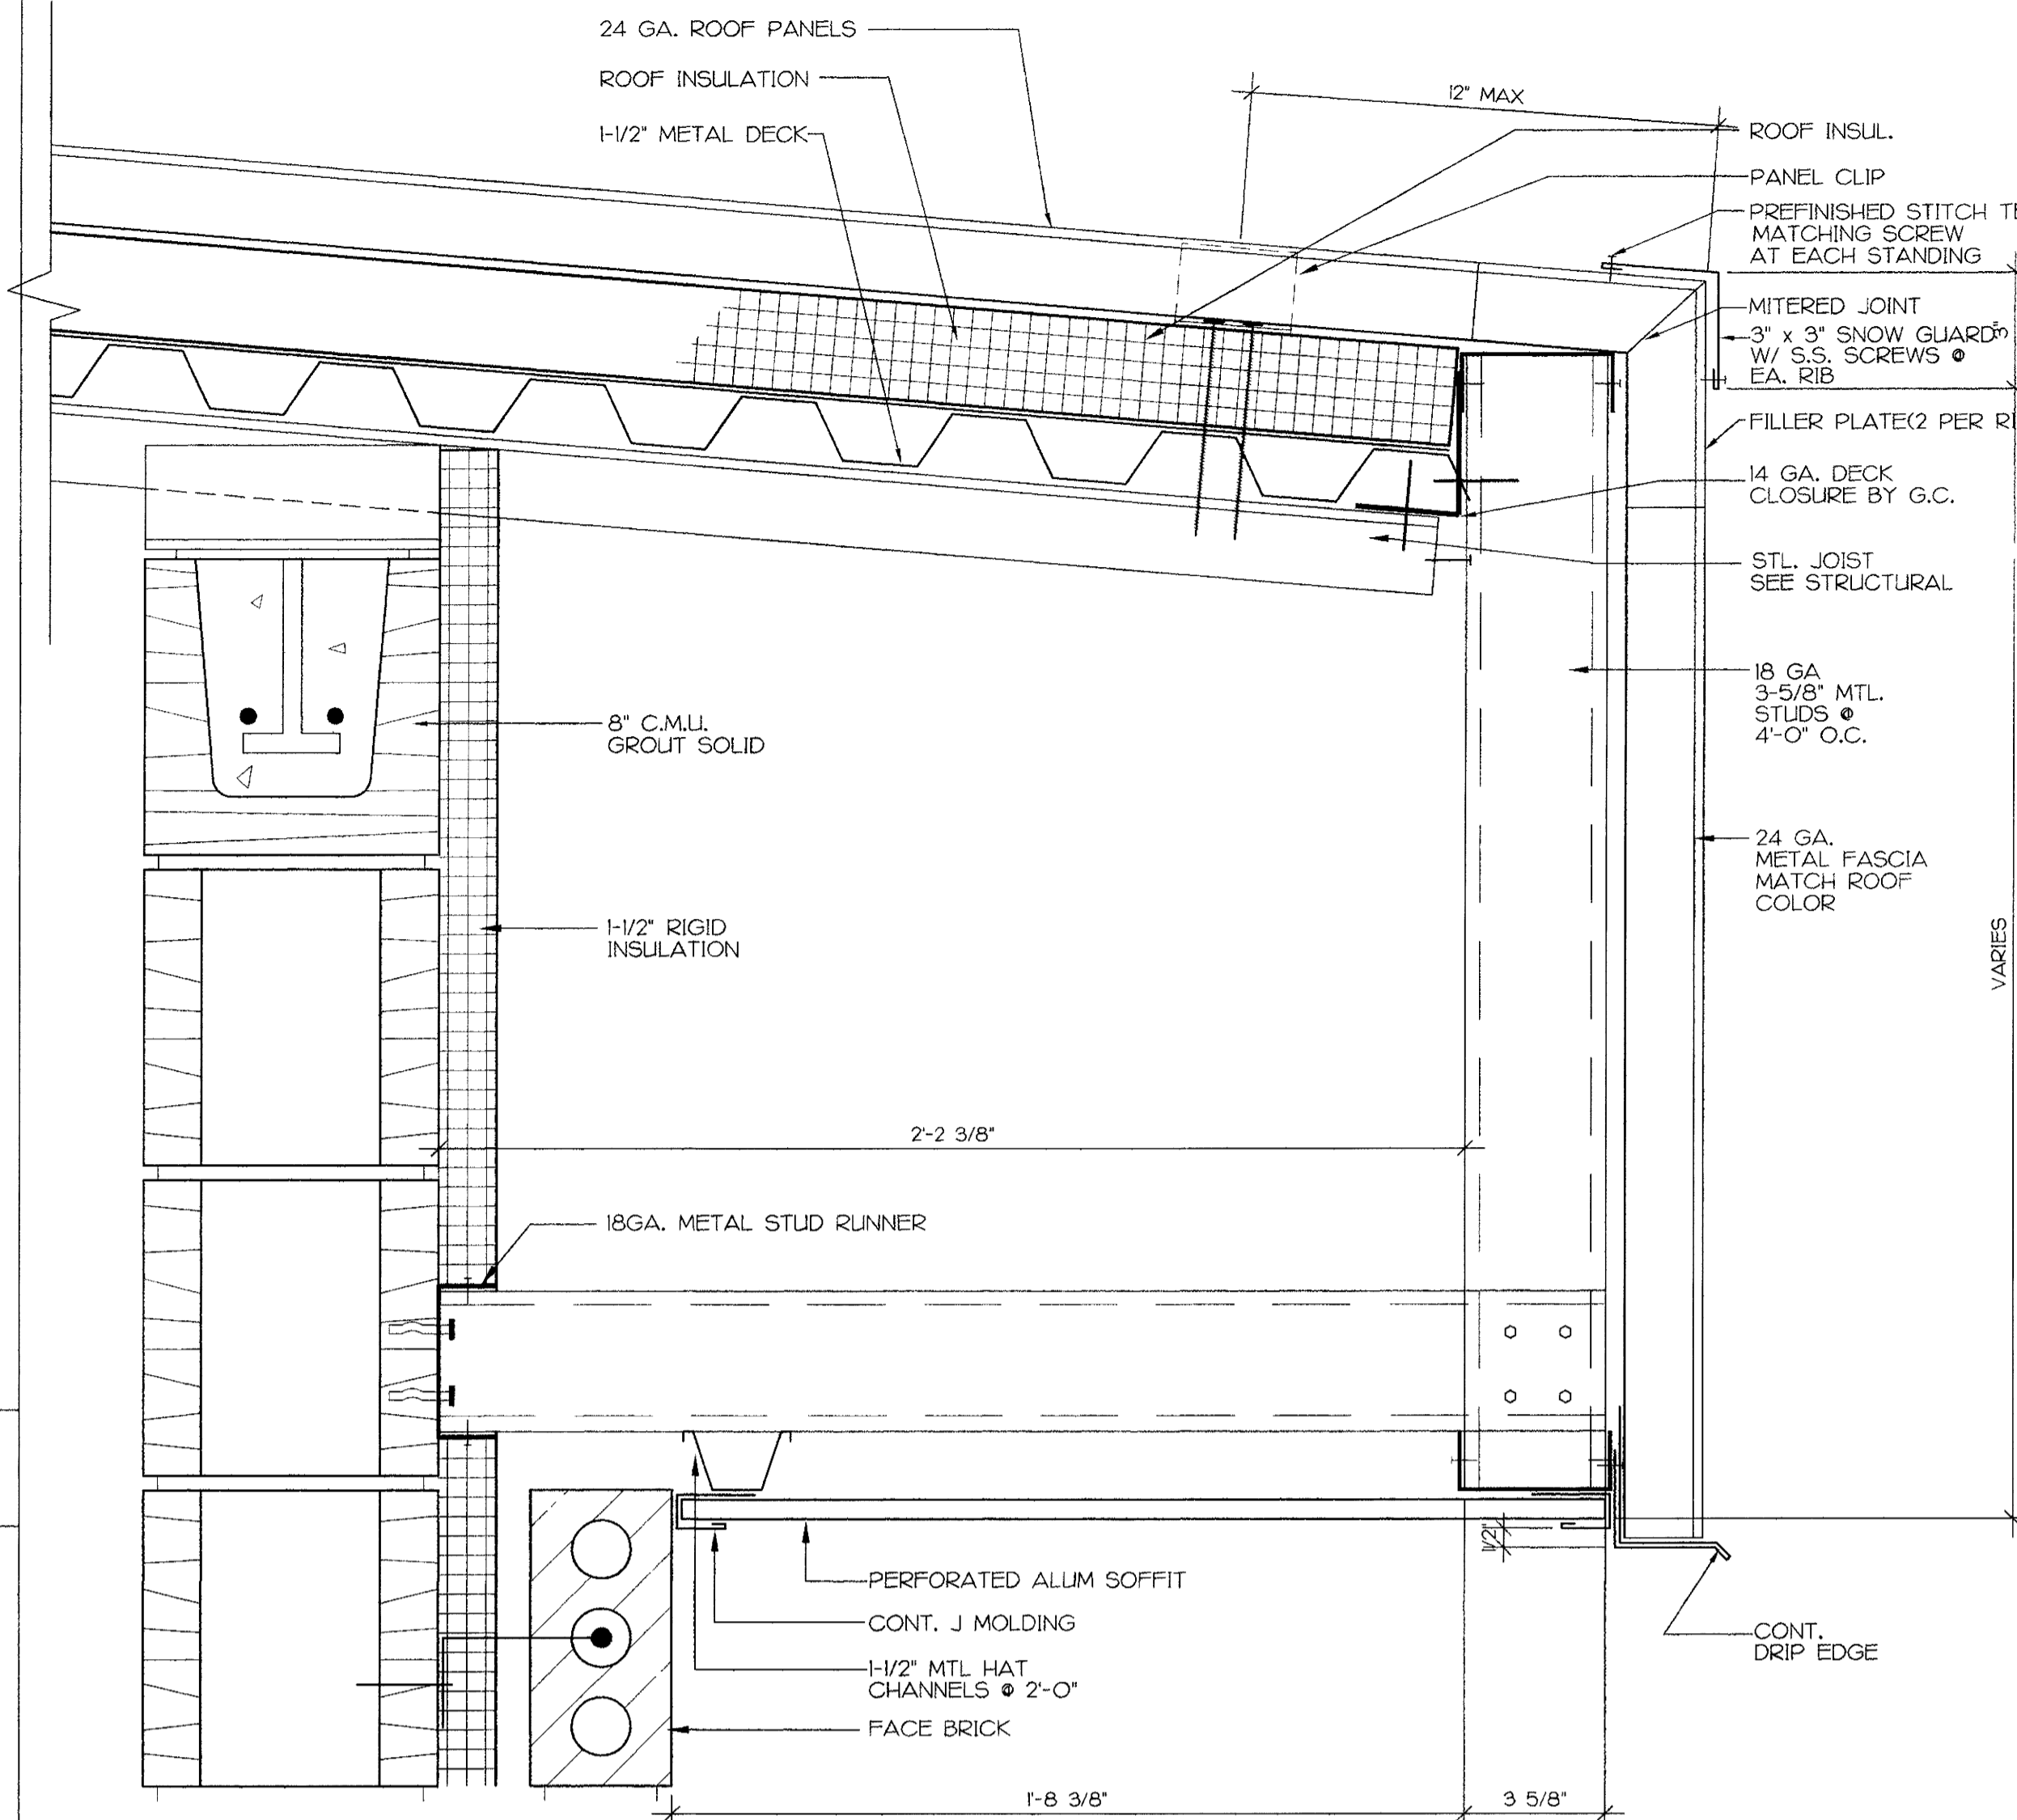 24 GA. ROOF PANELS
ROOF INSULATION
1-1/2" METAL DECK
12" MAX
ROOF INSUL.
PANEL CLIP
PREFINISHED STITCH
MATCHING SCREW
AT EACH STANDING
MITERED JOINT
3" x 3" SNOW GUARD
W/ S.S. SCREWS @
EA. RIB
3"
FILLER PLATE(2 PER
14 GA. DECK
CLOSURE BY G.C.
STL. JOIST
SEE STRUCTURAL
18 GA
3-5/8" MTL.
STUDS @
4'-0" O.C.
8" C.M.U.
GROUT SOLID
24 GA.
METAL FASCIA
MATCH ROOF
COLOR
1-1/2" RIGID
INSULATION
VARIES
2'-2 3/8"
18GA. METAL STUD RUNNER
1/2"
PERFORATED ALUM SOFFIT
CONT. J MOLDING
1-1/2" MTL HAT
CHANNELS @ 2'-0"
FACE BRICK
CONT.
DRIP EDGE
1'-8 3/8"
3 5/8"